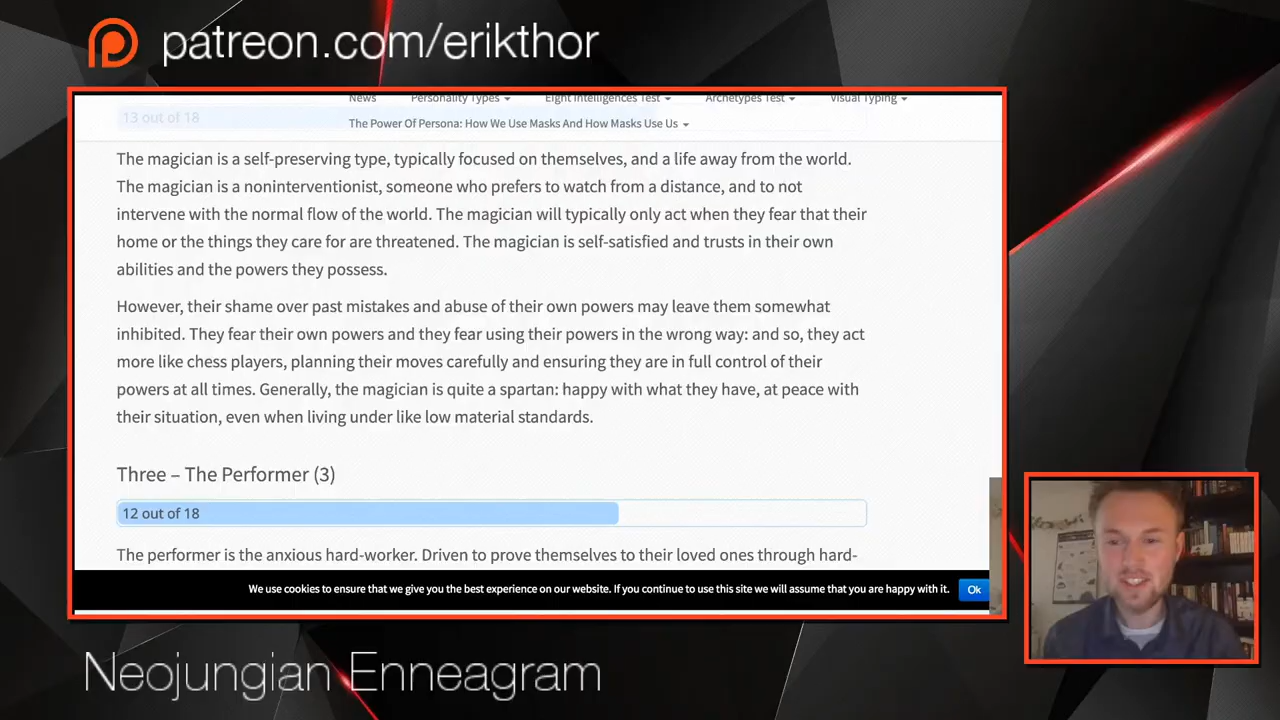 patreon.com/erikthor
News Personality Types Eight Intelligences Test Archetypes Test Visual Typing
13 out of 18
The Power Of Persona: How We Use Masks And How Masks Use Us
The magician is a self-preserving type, typically focused on themselves, and a life away from the world.
The magician is a noninterventionist, someone who prefers to watch from a distance, and to not
intervene with the normal flow of the world. The magician will typically only act when they fear that their
home or the things they care for are threatened. The magician is self-satisfied and trusts in their own
abilities and the powers they possess.
However, their shame over past mistakes and abuse of their own powers may leave them somewhat
inhibited. They fear their own powers and they fear using their powers in the wrong way: and so, they act
more like chess players, planning their moves carefully and ensuring they are in full control of their
powers at all times. Generally, the magician is quite a spartan: happy with what they have, at peace with
their situation, even when living under like low material standards.
Three – The Performer (3)
12 out of 18
The performer is the anxious hard-worker. Driven to prove themselves to their loved ones through hard-
We use cookies to ensure that we give you the best experience on our website. If you continue to use this site we will assume that you are happy with it. Ok
Neojungian Enneagram